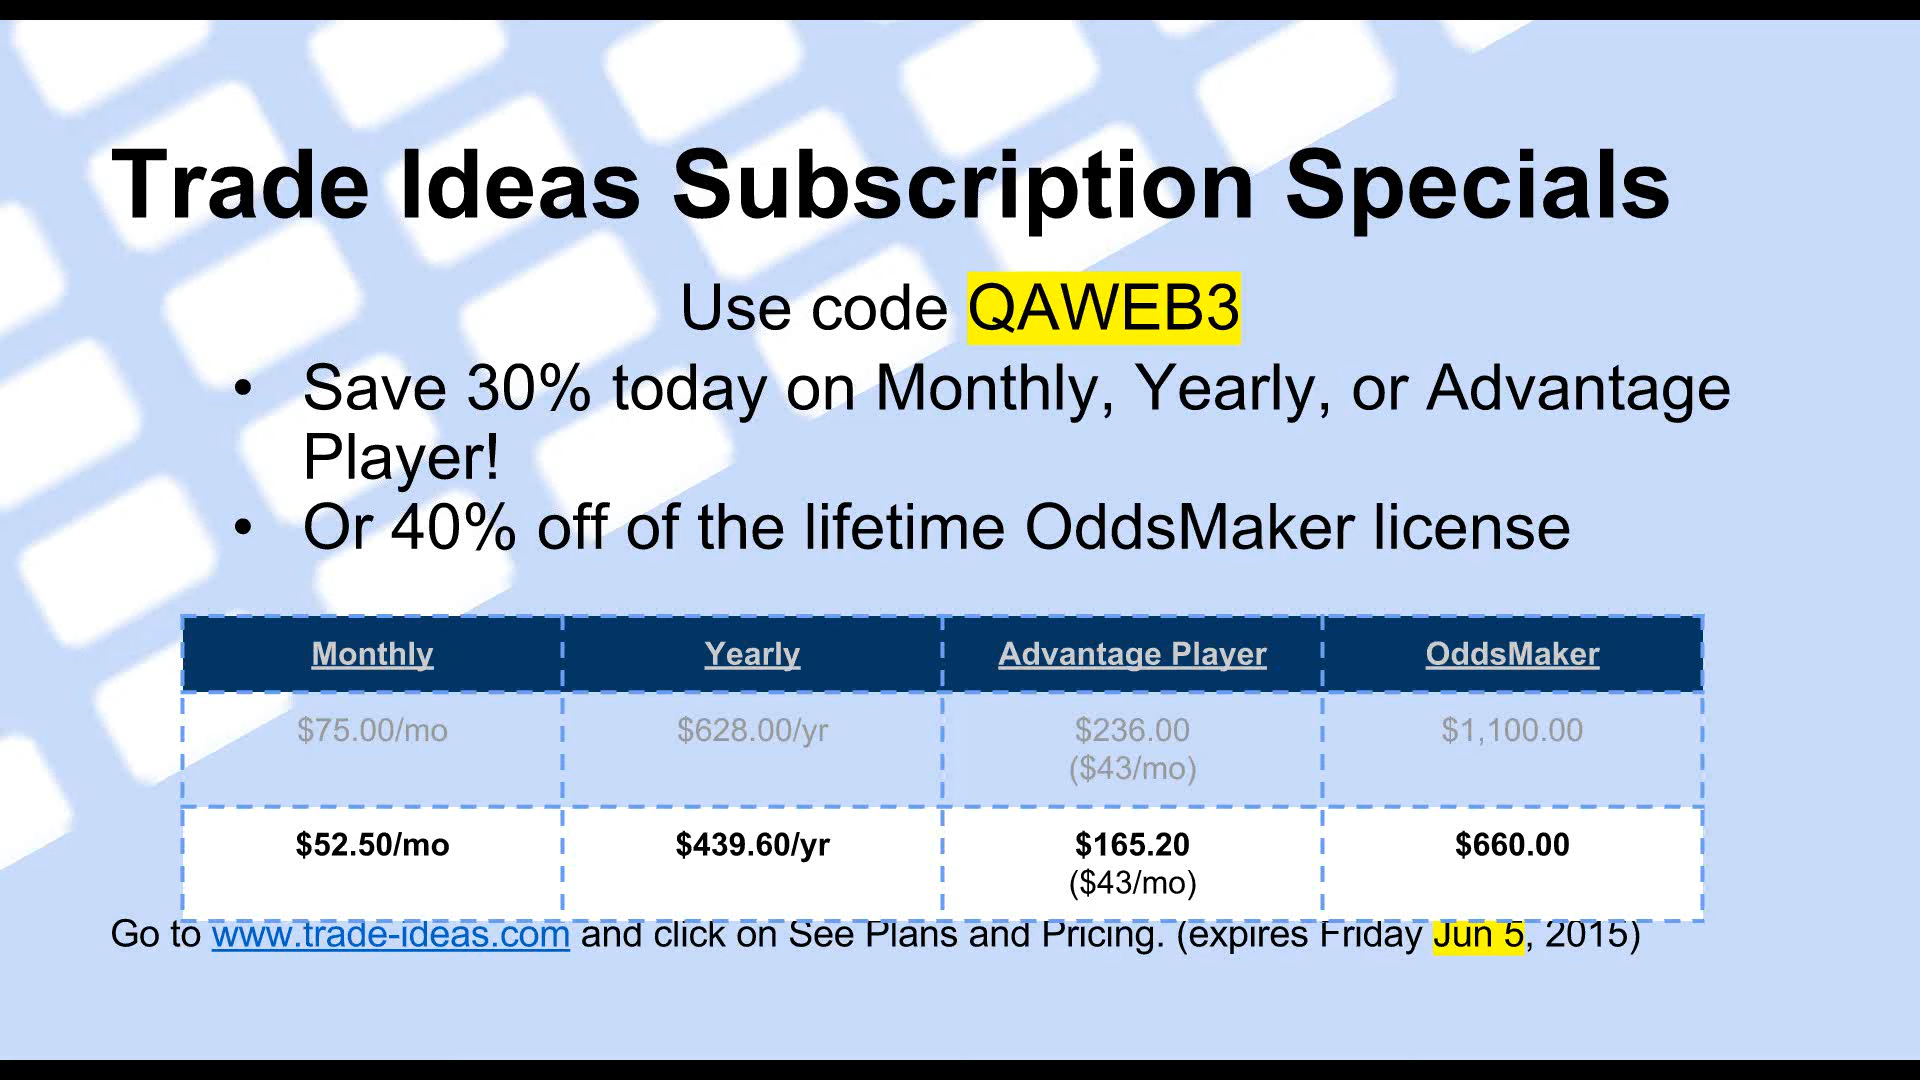 Trade Ideas Subscription Specials
Use code QAWEB3
• Save 30% today on Monthly, Yearly, or Advantage
Player!
• Or 40% off of the lifetime OddsMaker license
Monthly Yearly Advantage Player OddsMaker
$75.00/mo $628.00/yr $236.00 $1,100.00
($43/mo)
$52.50/mo $439.60/yr $165.20 $660.00
($43/mo)
Go to www.trade-ideas.com and click on See Plans and Pricing. (expires Friday Jun 5, 2015)